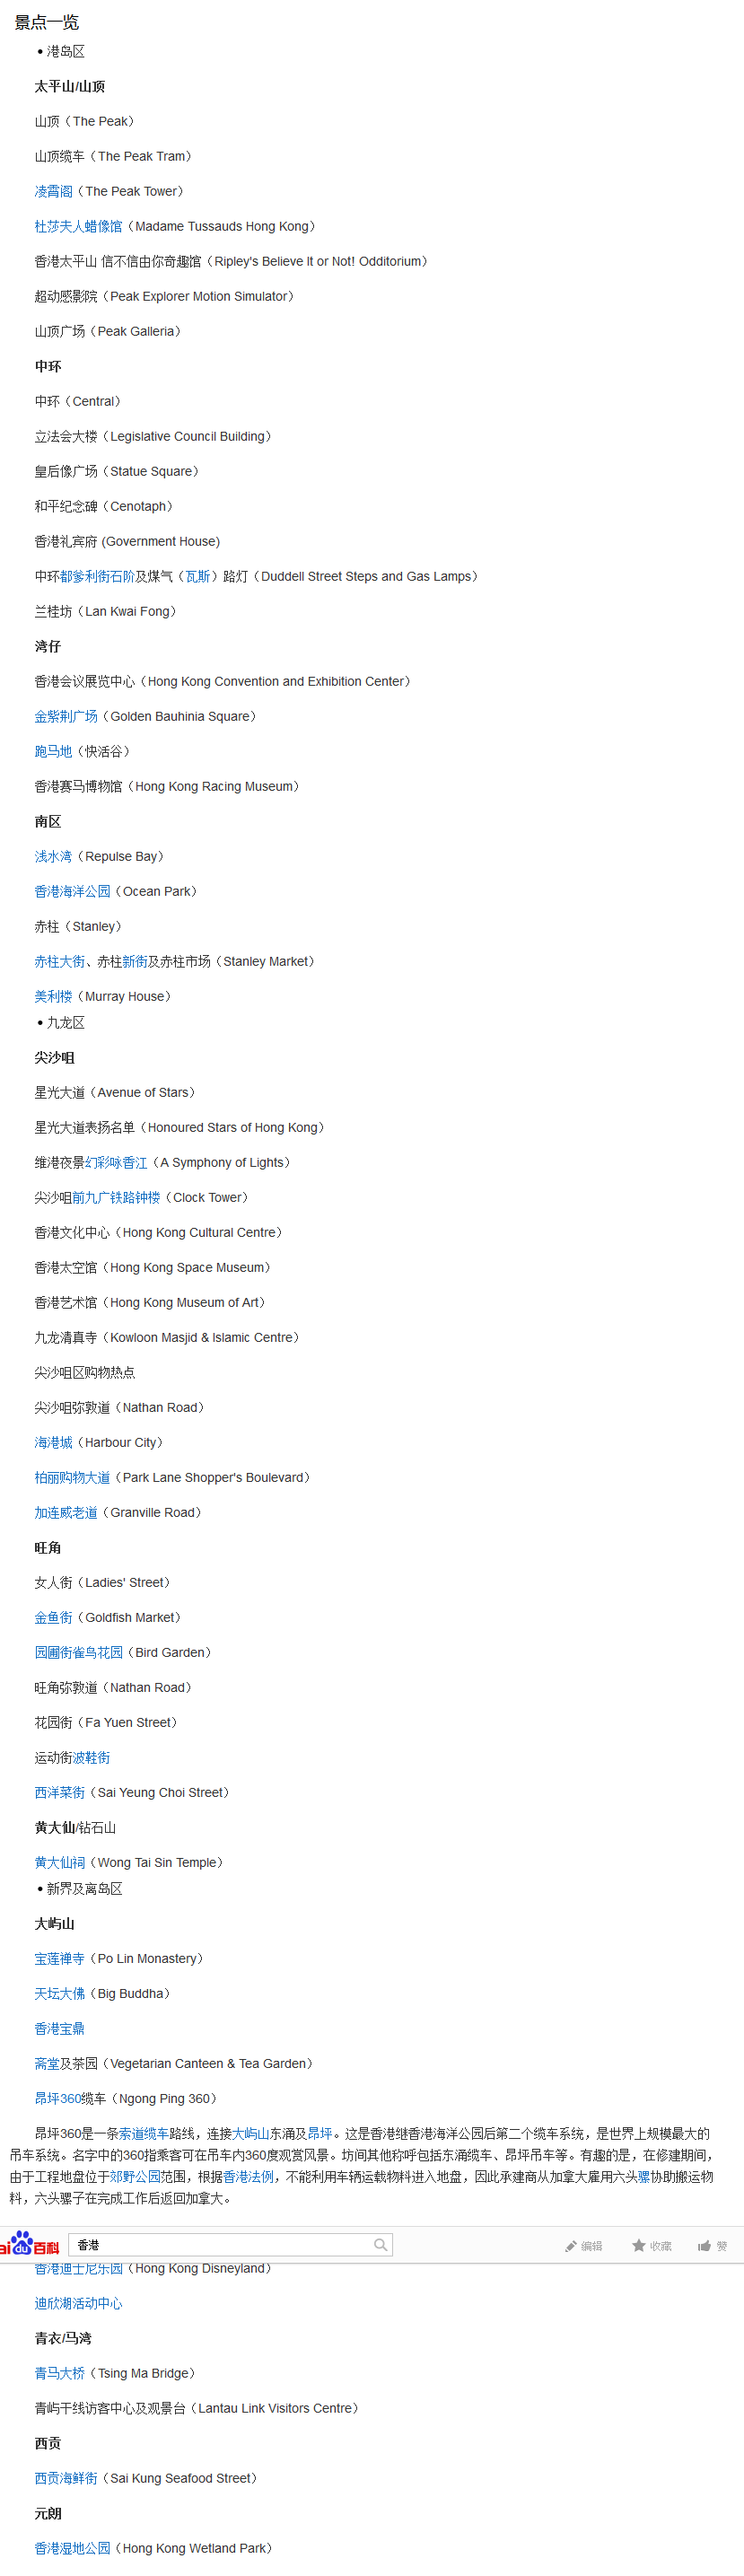 景点一览
• 港岛区
太平山/山顶
山顶（The Peak）
山顶缆车（The Peak Tram）
凌霄阁（The Peak Tower）
杜莎夫人蜡像馆（Madame Tussauds Hong Kong）
香港太平山 信不信由你奇趣馆（Ripley's Believe It or Not! Odditorium）
超动感影院（Peak Explorer Motion Simulator）
山顶广场（Peak Galleria）
中环
中环（Central）
立法会大楼（Legislative Council Building）
皇后像广场（Statue Square）
和平纪念碑（Cenotaph）
香港礼宾府 (Government House)
中环都爹利街石阶及煤气（瓦斯）路灯（Duddell Street Steps and Gas Lamps）
兰桂坊（Lan Kwai Fong）
湾仔
香港会议展览中心（Hong Kong Convention and Exhibition Center）
金紫荆广场（Golden Bauhinia Square）
跑马地（快活谷）
香港赛马博物馆（Hong Kong Racing Museum）
南区
浅水湾（Repulse Bay）
香港海洋公园（Ocean Park）
赤柱（Stanley）
赤柱大街、赤柱新街及赤柱市场（Stanley Market）
美利楼（Murray House）
• 九龙区
尖沙咀
星光大道（Avenue of Stars）
星光大道表扬名单（Honoured Stars of Hong Kong）
维港夜景幻彩咏香江（A Symphony of Lights）
尖沙咀前九广铁路钟楼（Clock Tower）
香港文化中心（Hong Kong Cultural Centre）
香港太空馆（Hong Kong Space Museum）
香港艺术馆（Hong Kong Museum of Art）
九龙清真寺（Kowloon Masjid & Islamic Centre）
尖沙咀区购物热点
尖沙咀弥敦道（Nathan Road）
海港城（Harbour City）
柏丽购物大道（Park Lane Shopper's Boulevard）
加连威老道（Granville Road）
旺角
女人街（Ladies' Street）
金鱼街（Goldfish Market）
园圃街雀鸟花园（Bird Garden）
旺角弥敦道（Nathan Road）
花园街（Fa Yuen Street）
运动街波鞋街
西洋菜街（Sai Yeung Choi Street）
黄大仙/钻石山
黄大仙祠（Wong Tai Sin Temple）
• 新界及离岛区
大屿山
宝莲禅寺（Po Lin Monastery）
天坛大佛（Big Buddha）
香港宝鼎
斋堂及茶园（Vegetarian Canteen & Tea Garden）
昂坪360缆车（Ngong Ping 360）
昂坪360是一条索道缆车路线，连接大屿山东涌及昂坪。这是香港继香港海洋公园后第二个缆车系统，是世界上规模最大的
吊车系统。名字中的360指乘客可在吊车内360度观赏风景。坊间其他称呼包括东涌缆车、昂坪吊车等。有趣的是，在修建期间，
由于工程地盘位于郊野公园范围，根据香港法例，不能利用车辆运载物料进入地盘，因此承建商从加拿大雇用六头骡协助搬运物
料，六头骡子在完成工作后返回加拿大。
ai du 百科 香港 编辑 收藏 赞
香港迪士尼乐园（Hong Kong Disneyland）
迪欣湖活动中心
青衣/马湾
青马大桥（Tsing Ma Bridge）
青屿干线访客中心及观景台（Lantau Link Visitors Centre）
西贡
西贡海鲜街（Sai Kung Seafood Street）
元朗
香港湿地公园（Hong Kong Wetland Park）